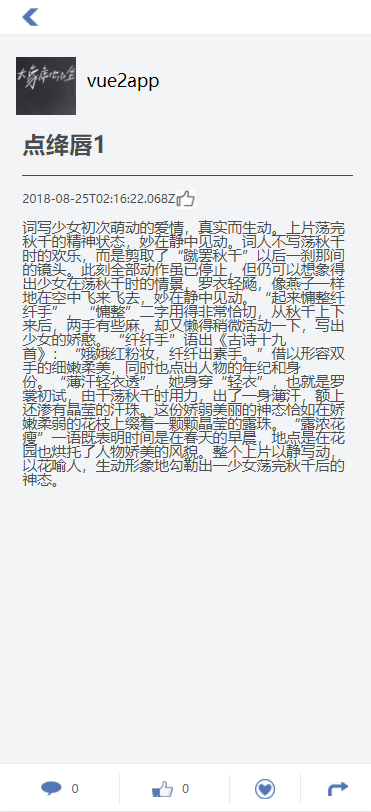 vue2app
点绛唇1
2018-08-25T02:16:22.068Z
词写少女初次萌动的爱情，真实而生动。上片荡完
秋千的精神状态，妙在静中见动。词人不写荡秋千
时的欢乐，而是剪取了“蹴罢秋千”以后一刹那间
的镜头。此刻全部动作虽已停止，但仍可以想象得
出少女在荡秋千时的情景，罗衣轻飏，像燕子一样
地在空中飞来飞去，妙在静中见动。“起来慵整纤
纤手”，“慵整”二字用得非常恰切，从秋千上下
来后，两手有些麻，却又懒得稍微活动一下，写出
少女的娇憨。“纤纤手”语出《古诗十九
首》：“娥娥红粉妆，纤纤出素手。”借以形容双
手的细嫩柔美，同时也点出人物的年纪和身
份。“薄汗轻衣透”，她身穿“轻衣”，也就是罗
裳初试，由于荡秋千时用力，出了一身薄汗，额上
还渗有晶莹的汗珠。这份娇弱美丽的神态恰如在娇
嫩柔弱的花枝上缀着一颗颗晶莹的露珠。“露浓花
瘦”一语既表明时间是在春天的早晨，地点是在花
园也烘托了人物娇美的风貌。整个上片以静写动，
以花喻人，生动形象地勾勒出一少女荡完秋千后的
神态。
0
0